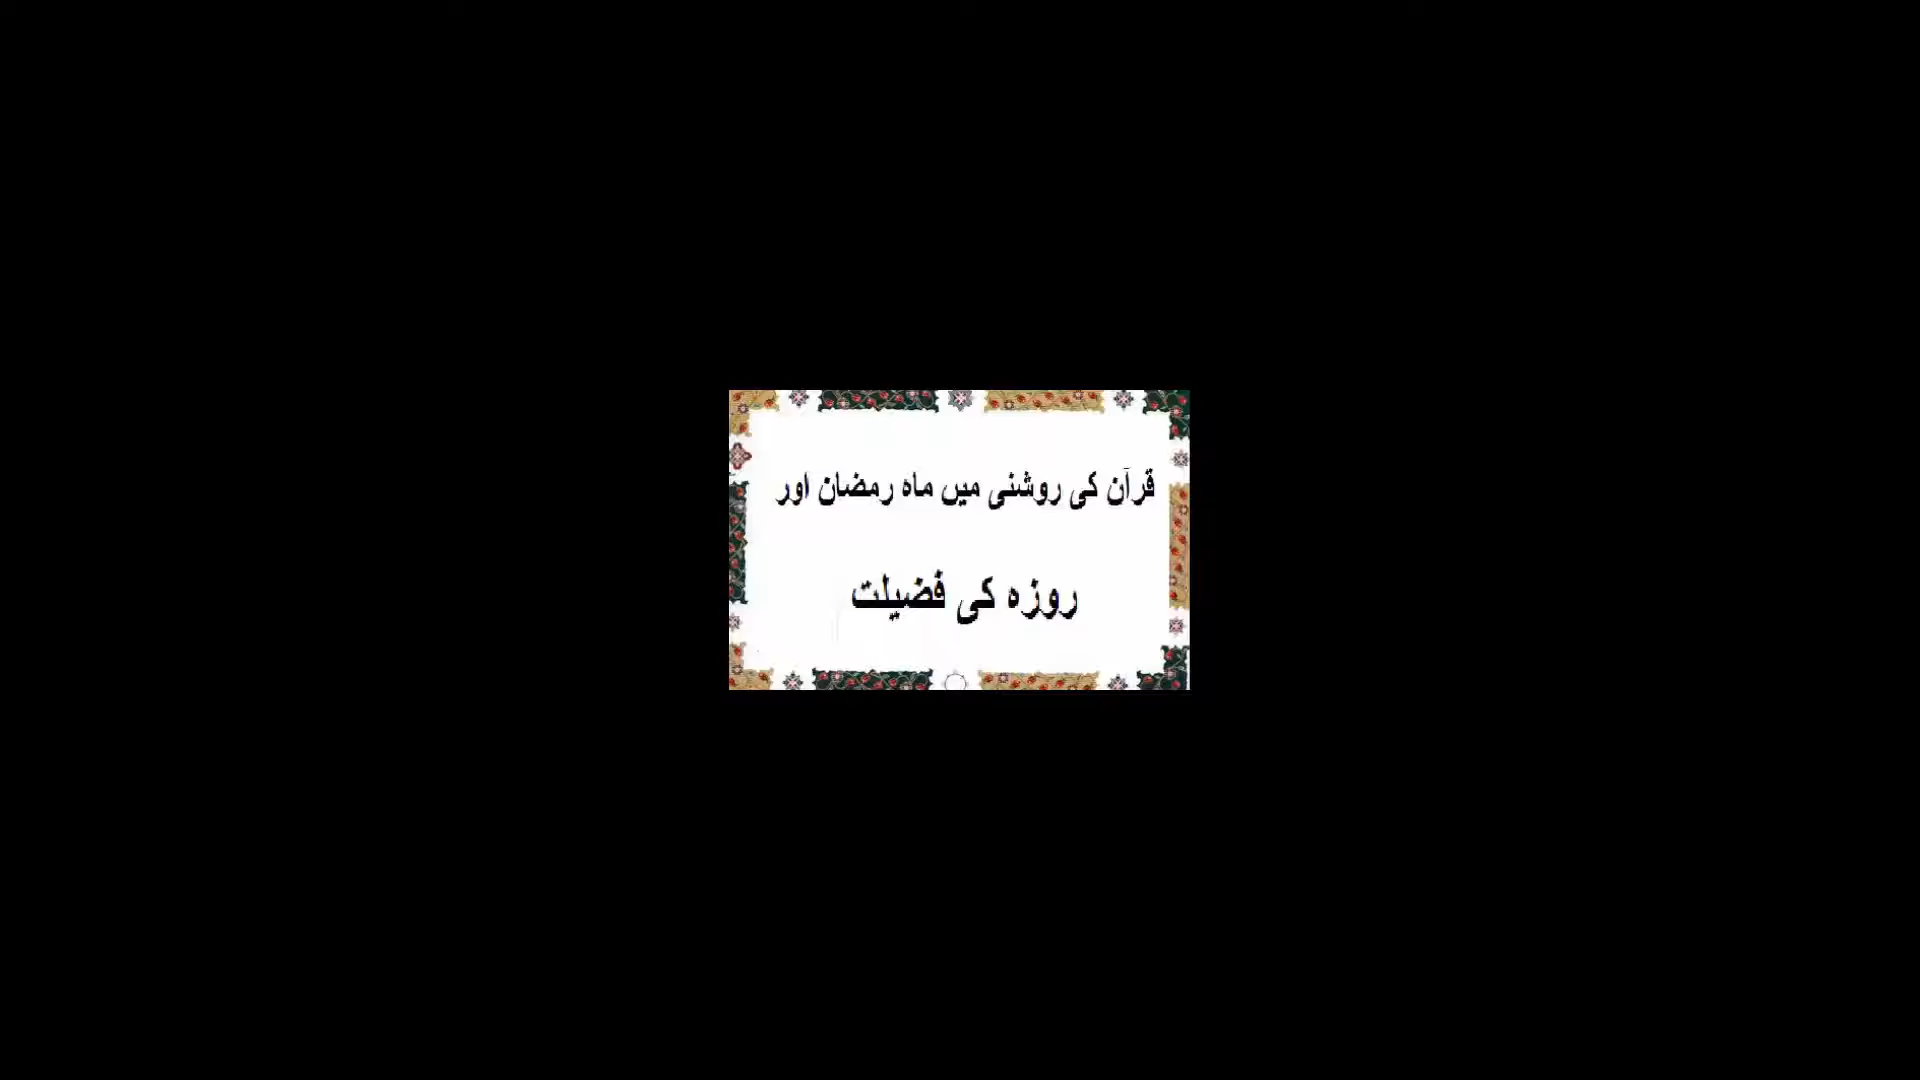 قرآن کی روشنی میں ماہ رمضان اور
روزہ کی فضیلت